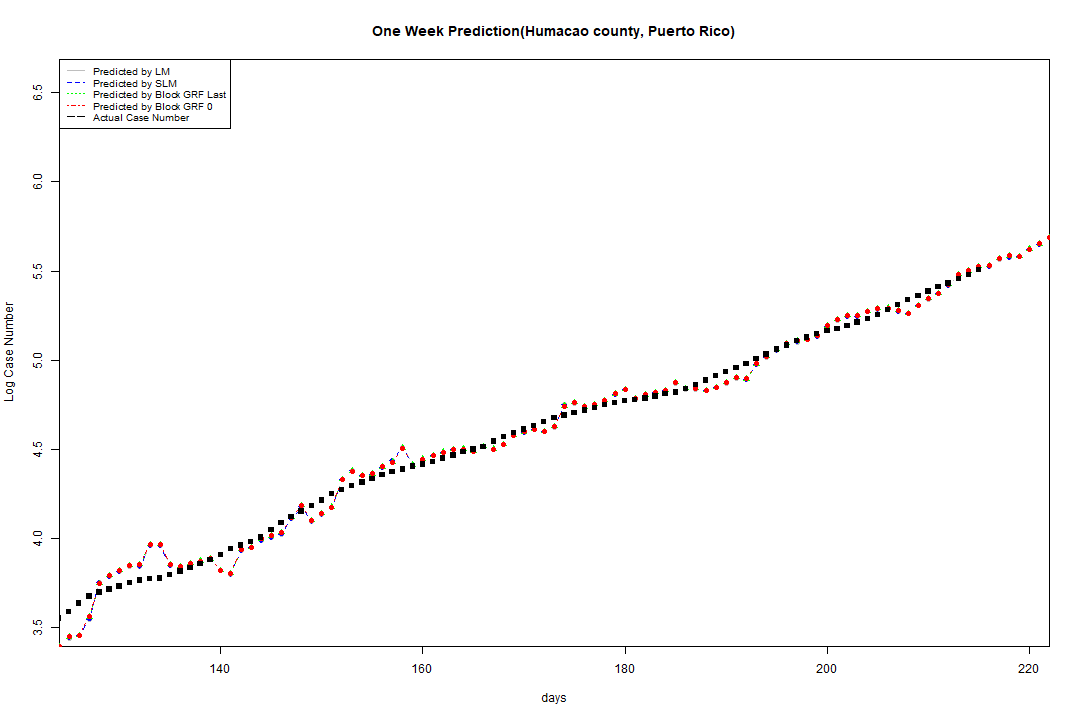 One Week Prediction(Humacao county, Puerto Rico)
Predicted by LM
Predicted by SLM
Predicted by Block GRF Last
Predicted by Block GRF 0
Actual Case Number
6.5
6.0
5.5
5.0
4.5
4.0
3.5
Log Case Number
140 160 180 200 220
days